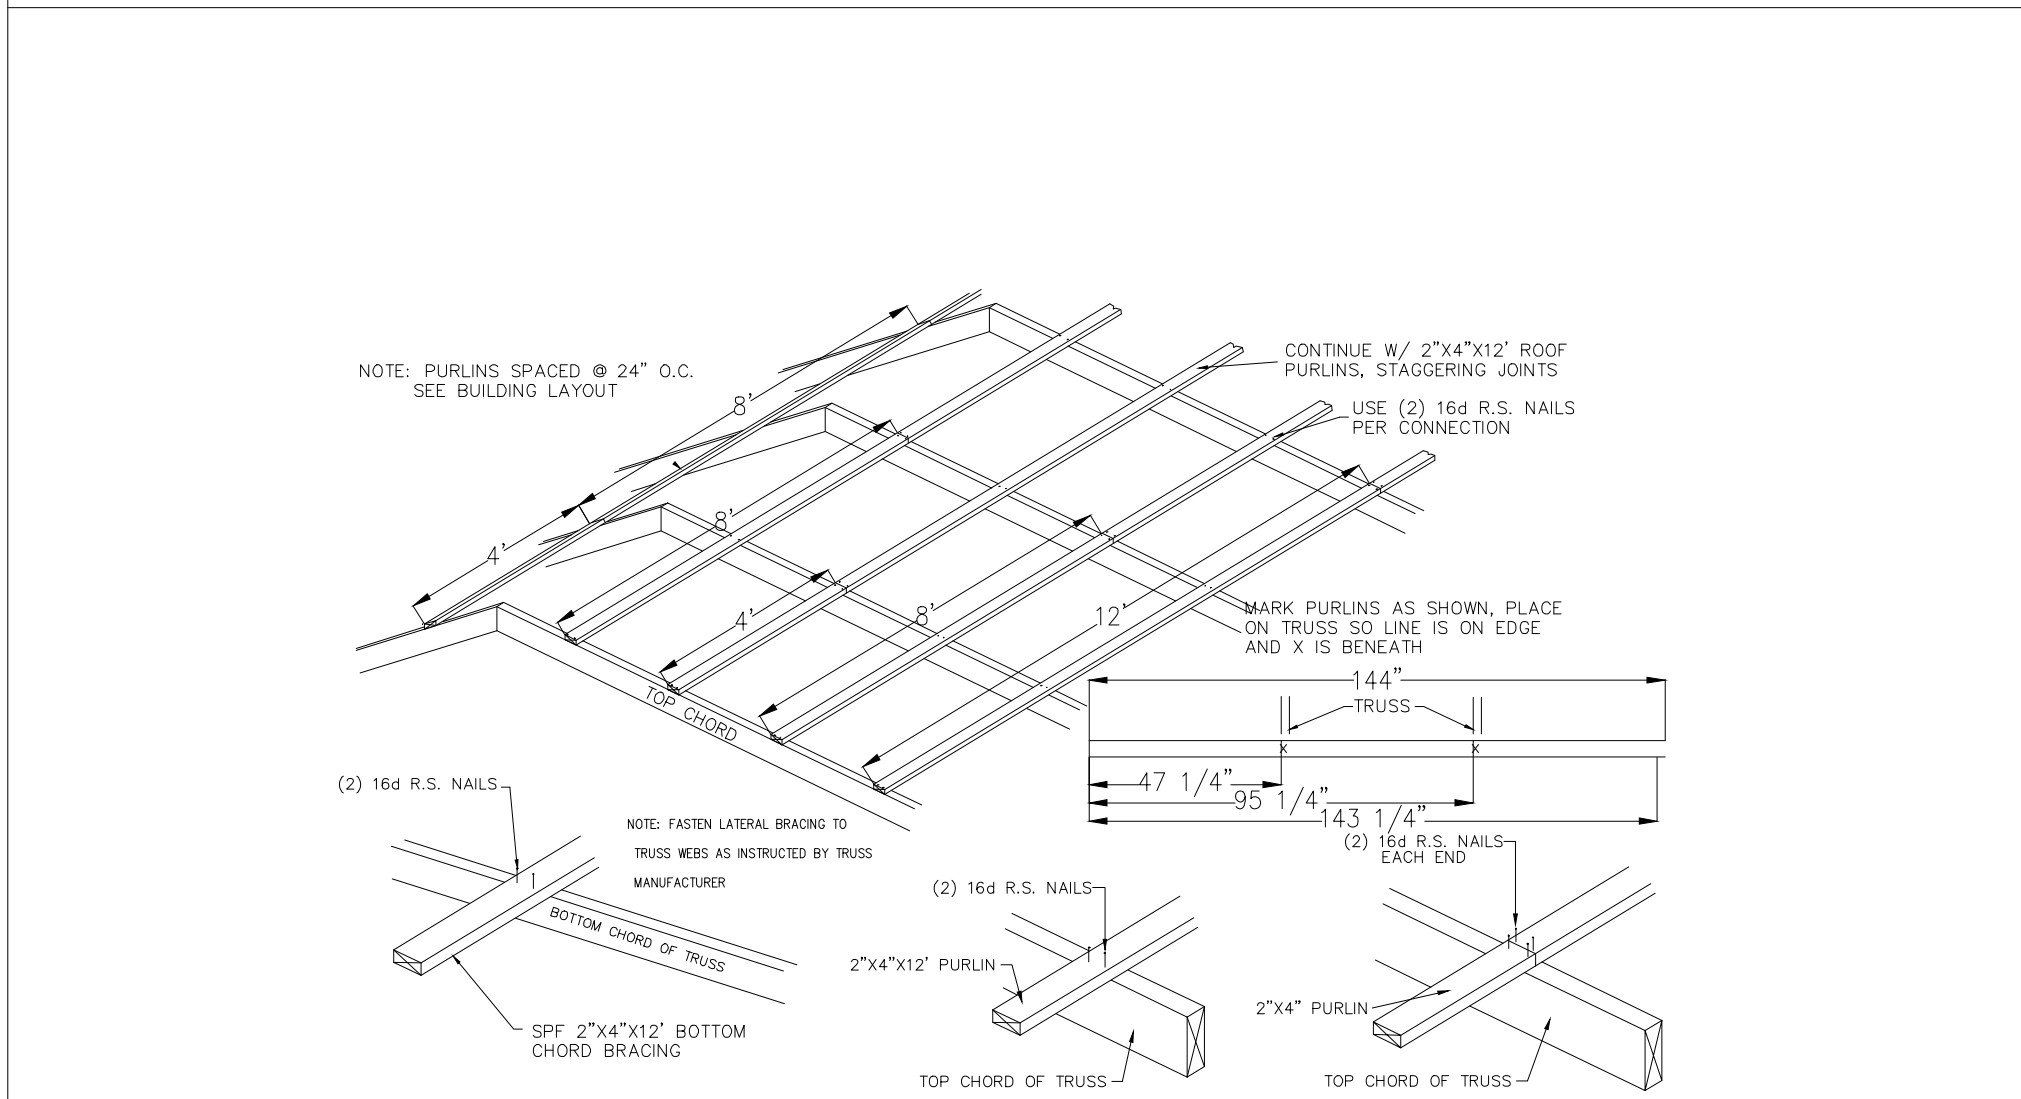 NOTE: PURLINS SPACED @ 24" O.C.
SEE BUILDING LAYOUT
8'
CONTINUE W/ 2"X4"X12' ROOF
PURLINS, STAGGERING JOINTS
USE (2) 16d R.S. NAILS
PER CONNECTION
8'
4'
4'
8'
12'
MARK PURLINS AS SHOWN, PLACE
ON TRUSS SO LINE IS ON EDGE
AND X IS BENEATH
TOP CHORD
144"
TRUSS
X
X
47 1/4"
95 1/4"
143 1/4"
(2) 16d R.S. NAILS
NOTE: FASTEN LATERAL BRACING TO
TRUSS WEBS AS INSTRUCTED BY TRUSS
MANUFACTURER
BOTTOM CHORD OF TRUSS
SPF 2"X4"X12' BOTTOM
CHORD BRACING
(2) 16d R.S. NAILS
2"X4"X12' PURLIN
TOP CHORD OF TRUSS
(2) 16d R.S. NAILS
EACH END
2"X4" PURLIN
TOP CHORD OF TRUSS